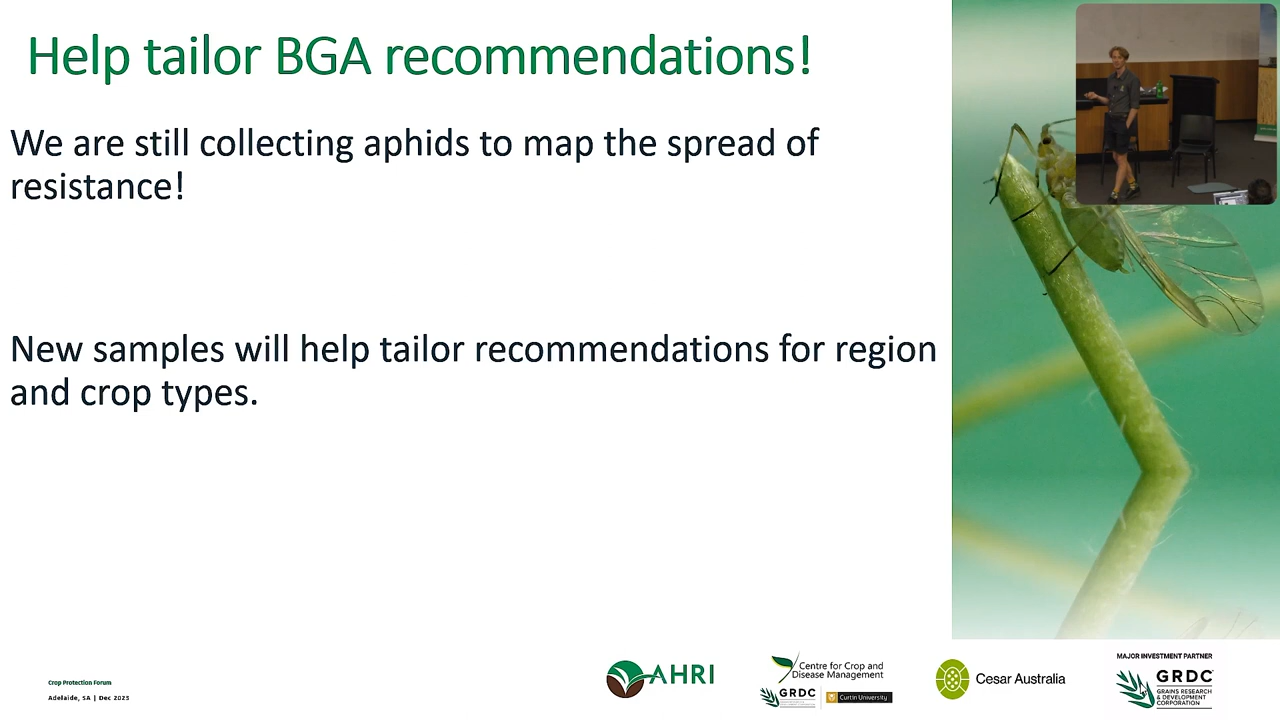 Help tailor BGA recommendations!
We are still collecting aphids to map the spread of
resistance!
New samples will help tailor recommendations for region
and crop types.
Crop Protection Forum
Adelaide, SA | Dec 2023
AHRI
Centre for Crop and
Disease Management
GRDC
Curtin University
Cesar Australia
MAJOR INVESTMENT PARTNER
GRDC
GRAINS RESEARCH
& DEVELOPMENT
CORPORATION